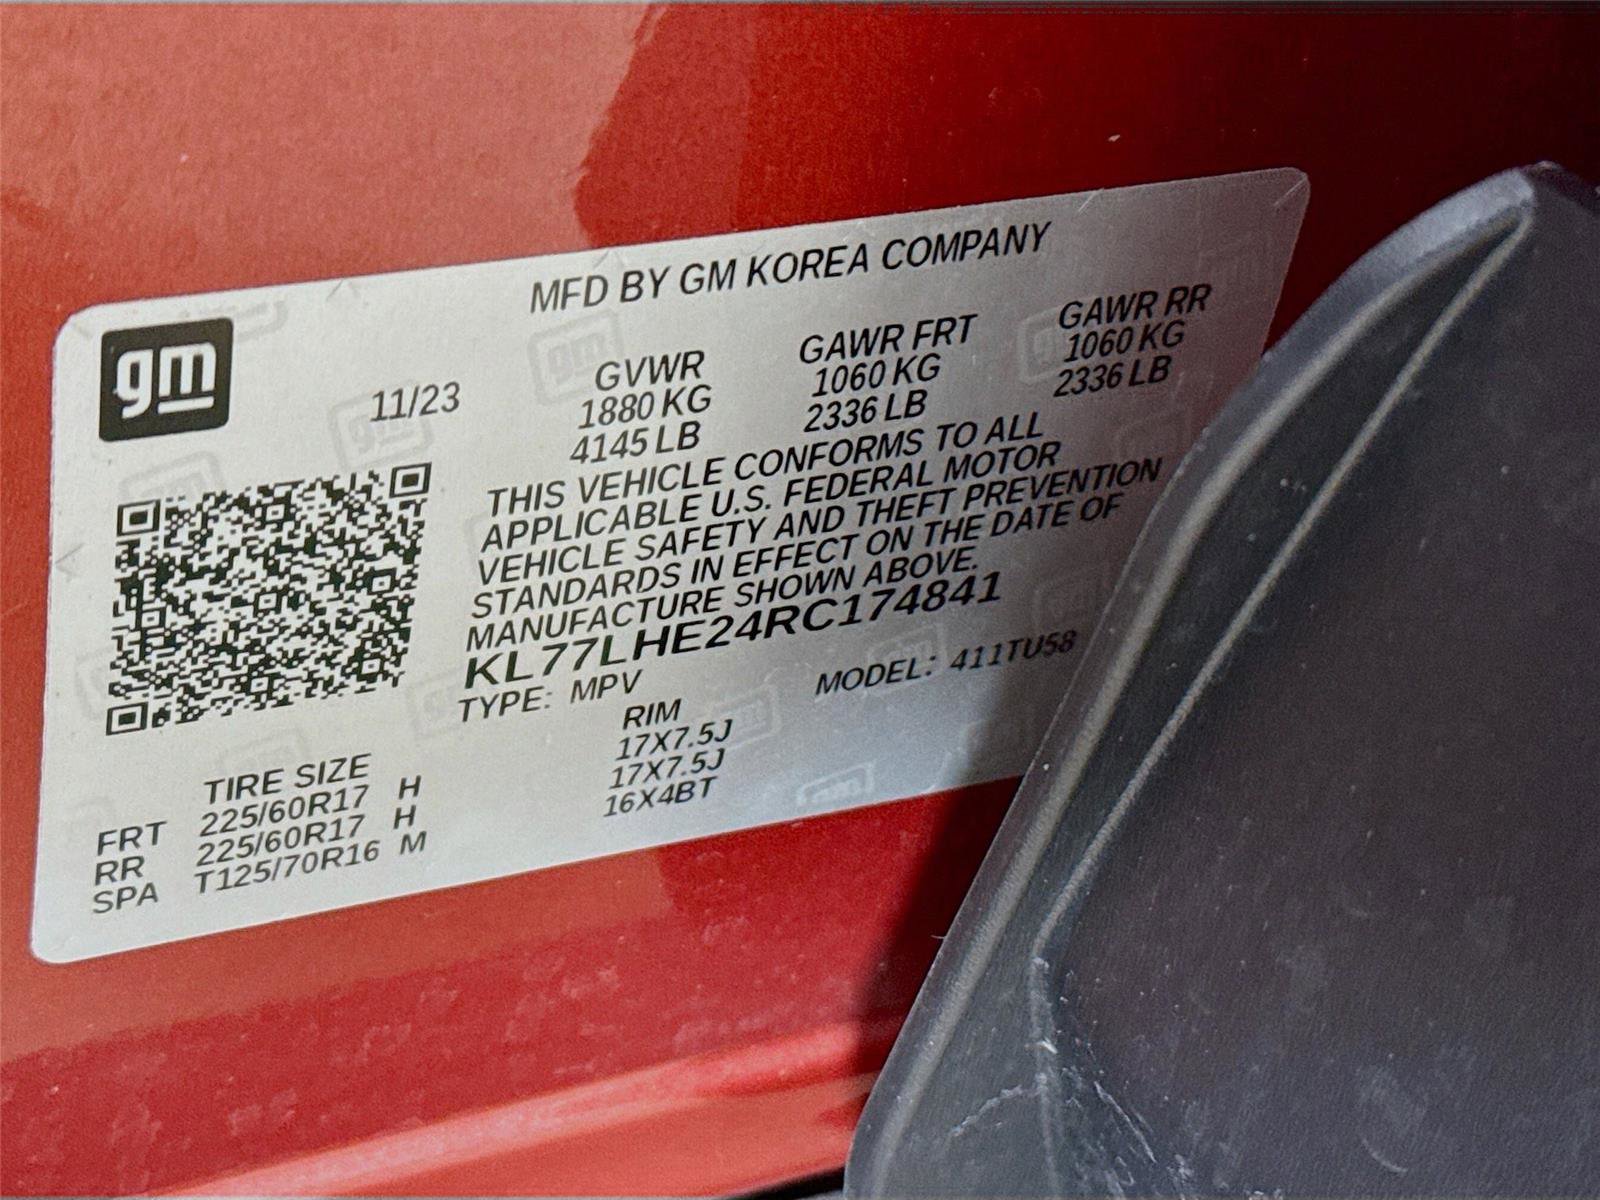 MFD BY GM KOREA COMPANY
gm
11/23
GVWR GAWR FRT GAWR RR
1880 KG 1060 KG 1060 KG
4145 LB 2336 LB 2336 LB
THIS VEHICLE CONFORMS TO ALL
APPLICABLE U.S. FEDERAL MOTOR
VEHICLE SAFETY AND THEFT PREVENTION
STANDARDS IN EFFECT ON THE DATE OF
MANUFACTURE SHOWN ABOVE.
KL77LHE24RC174841
TYPE: MPV MODEL: 411TU58
TIRE SIZE RIM
FRT 225/60R17 H 17X7.5J
RR 225/60R17 H 17X7.5J
SPA T125/70R16 M 16X4BT